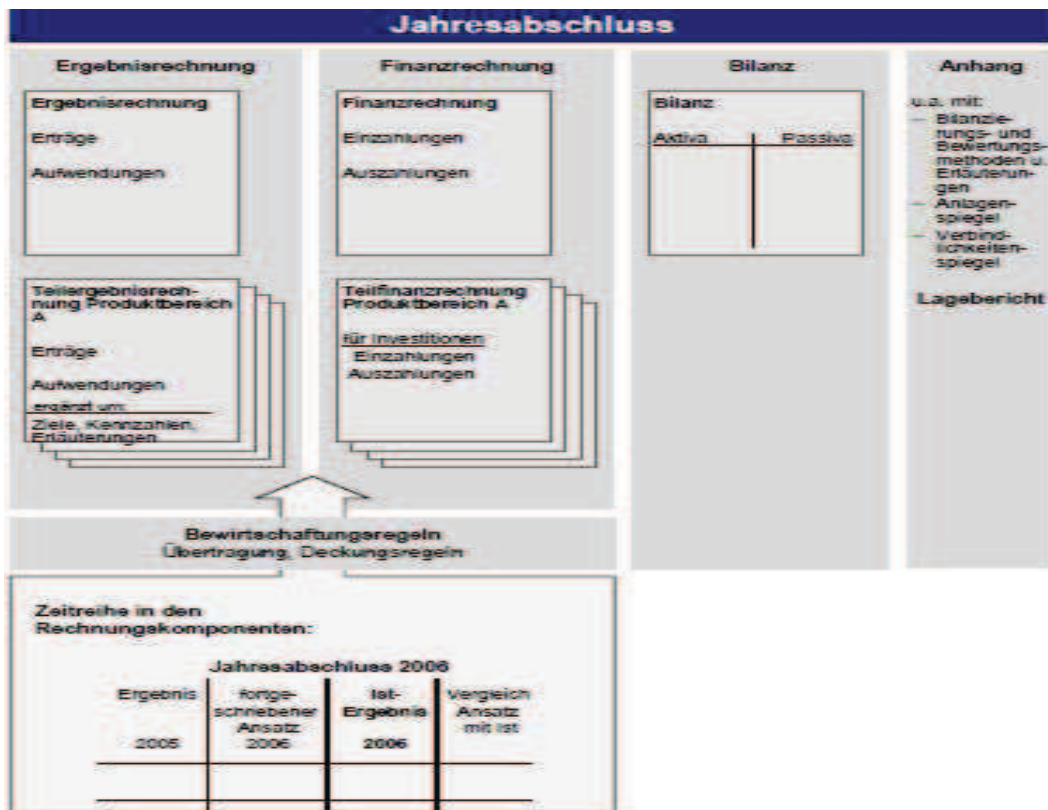 Jahresabschluss
Ergebnisrechnung
Ergebnisrechnung
Erträge
Aufwendungen
Teilergebnisrech-
nung Produktbereich
A
Erträge
Aufwendungen
ergänzt um:
Ziele, Kennzahlen,
Erläuterungen
Finanzrechnung
Finanzrechnung
Einzahlungen
Auszahlungen
Teilfinanzrechnung
Produktbereich A
für Investitionen
Einzahlungen
Auszahlungen
Bilanz
Bilanz
Aktiva Passiva
Anhang
u.a. mit:
– Bilanzie-
rungs- und
Bewertungs-
methoden u.
Erläuterun-
gen
– Anlagen-
spiegel
– Verbind-
lichkeiten-
spiegel
Lagebericht
Bewirtschaftungsregeln
Übertragung, Deckungsregeln
Zeitreihe in den
Rechnungskomponenten:
Jahresabschluss 2006
Ergebnis
2005
fortge-
schriebener
Ansatz
2006
Ist-
Ergebnis
2006
Vergleich
Ansatz
mit Ist